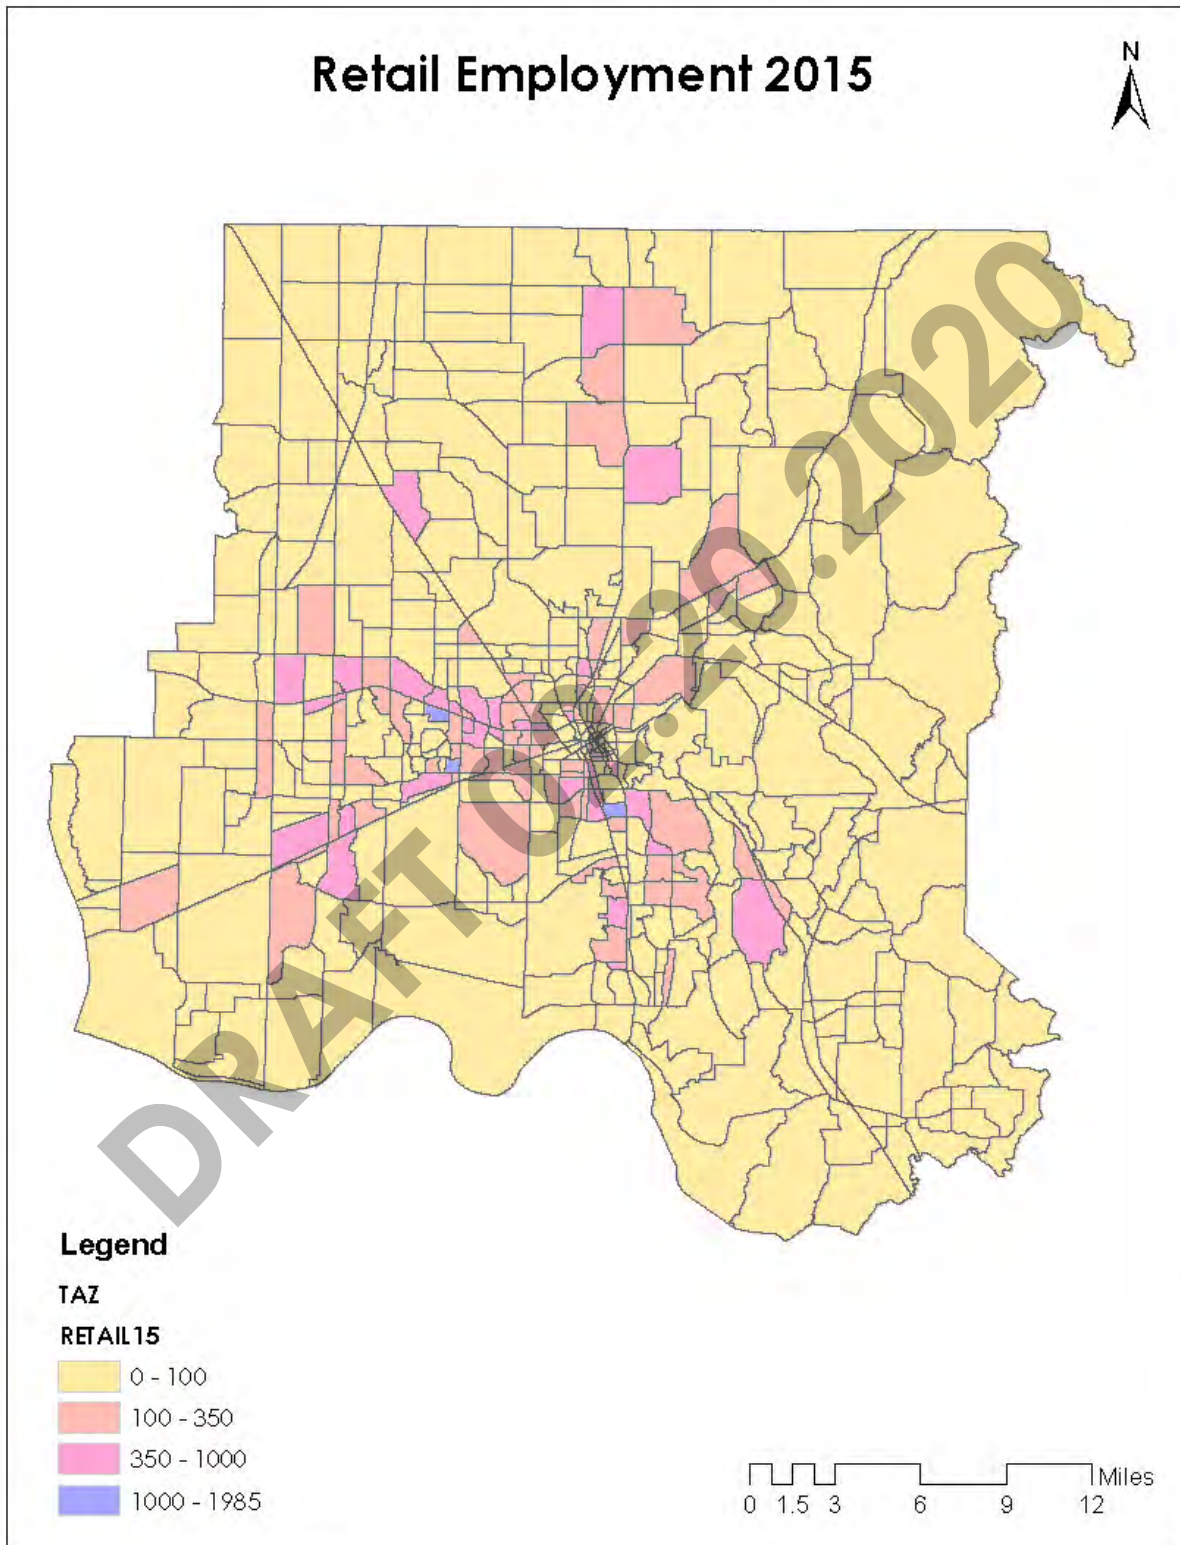 Retail Employment 2015
N
DRAFT 02.20.2020
Legend
TAZ
RETAIL15
0 - 100
100 - 350
350 - 1000
1000 - 1985
Miles
0 1.5 3 6 9 12